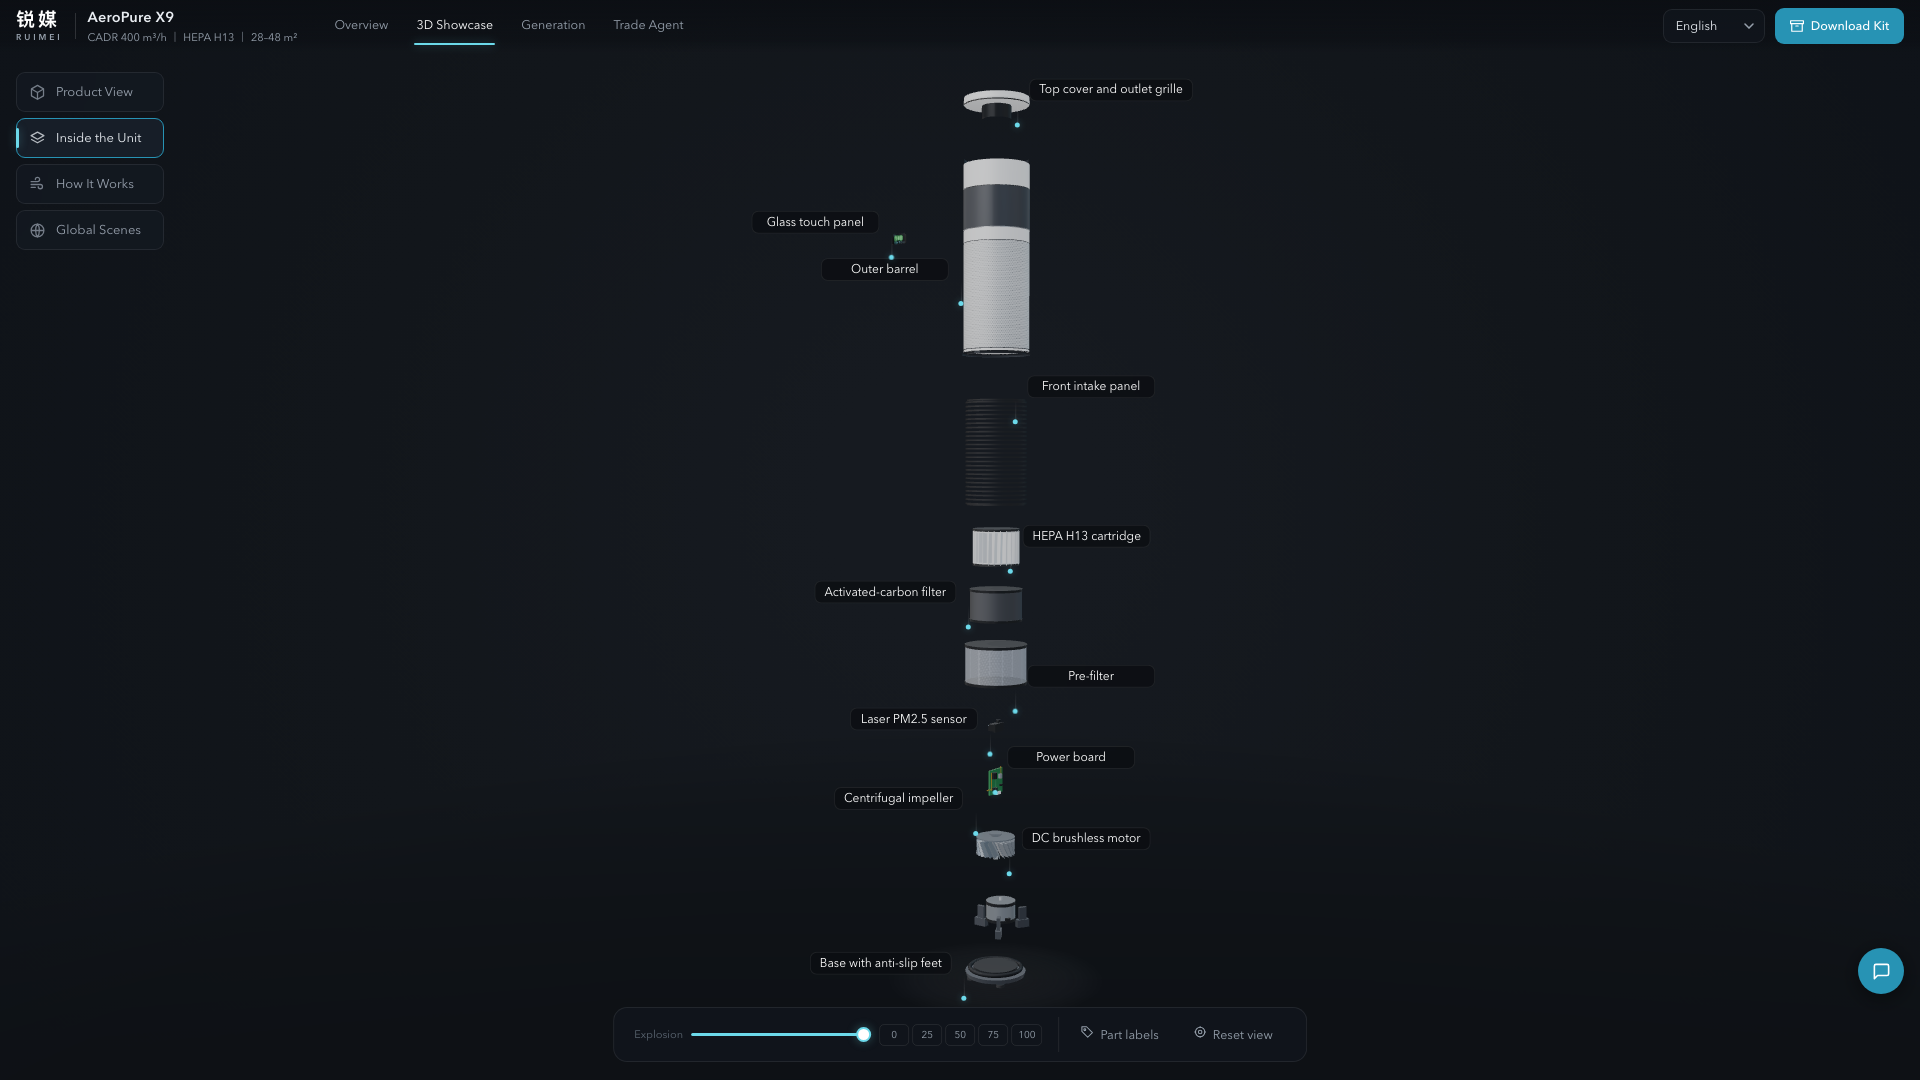 锐媒
RUIMEI
AeroPure X9
CADR 400 m³/h | HEPA H13 | 28–48 m²
Overview
3D Showcase
Generation
Trade Agent
English
Download Kit
Product View
Inside the Unit
How It Works
Global Scenes
Top cover and outlet grille
Glass touch panel
Outer barrel
Front intake panel
HEPA H13 cartridge
Activated-carbon filter
Pre-filter
Laser PM2.5 sensor
Power board
Centrifugal impeller
DC brushless motor
Base with anti-slip feet
Explosion
0
25
50
75
100
Part labels
Reset view